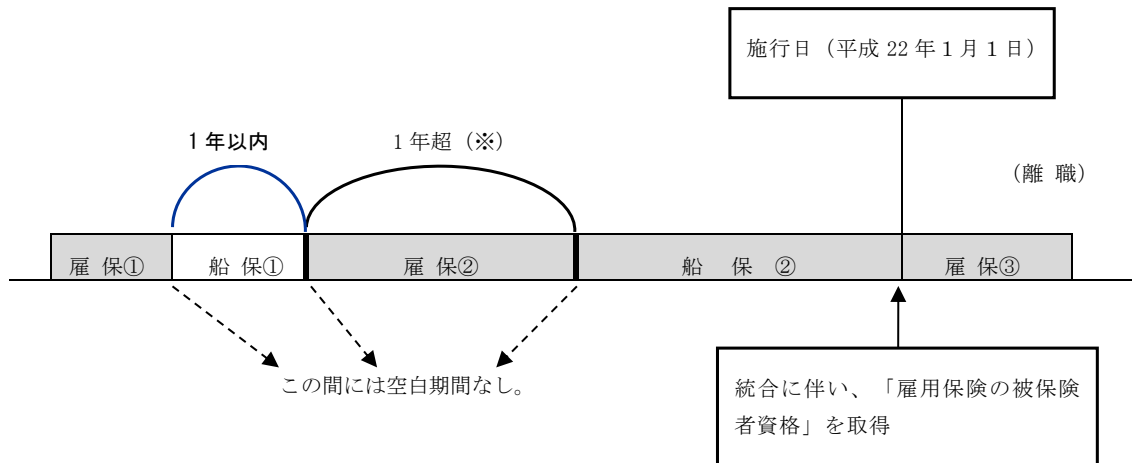 施行日（平成 22 年１月１日）
１年以内
１年超（※）
（離 職）
雇 保①
船 保①
雇 保②
船 保 ②
雇 保③
この間には空白期間なし。
統合に伴い、「雇用保険の被保険
者資格」を取得